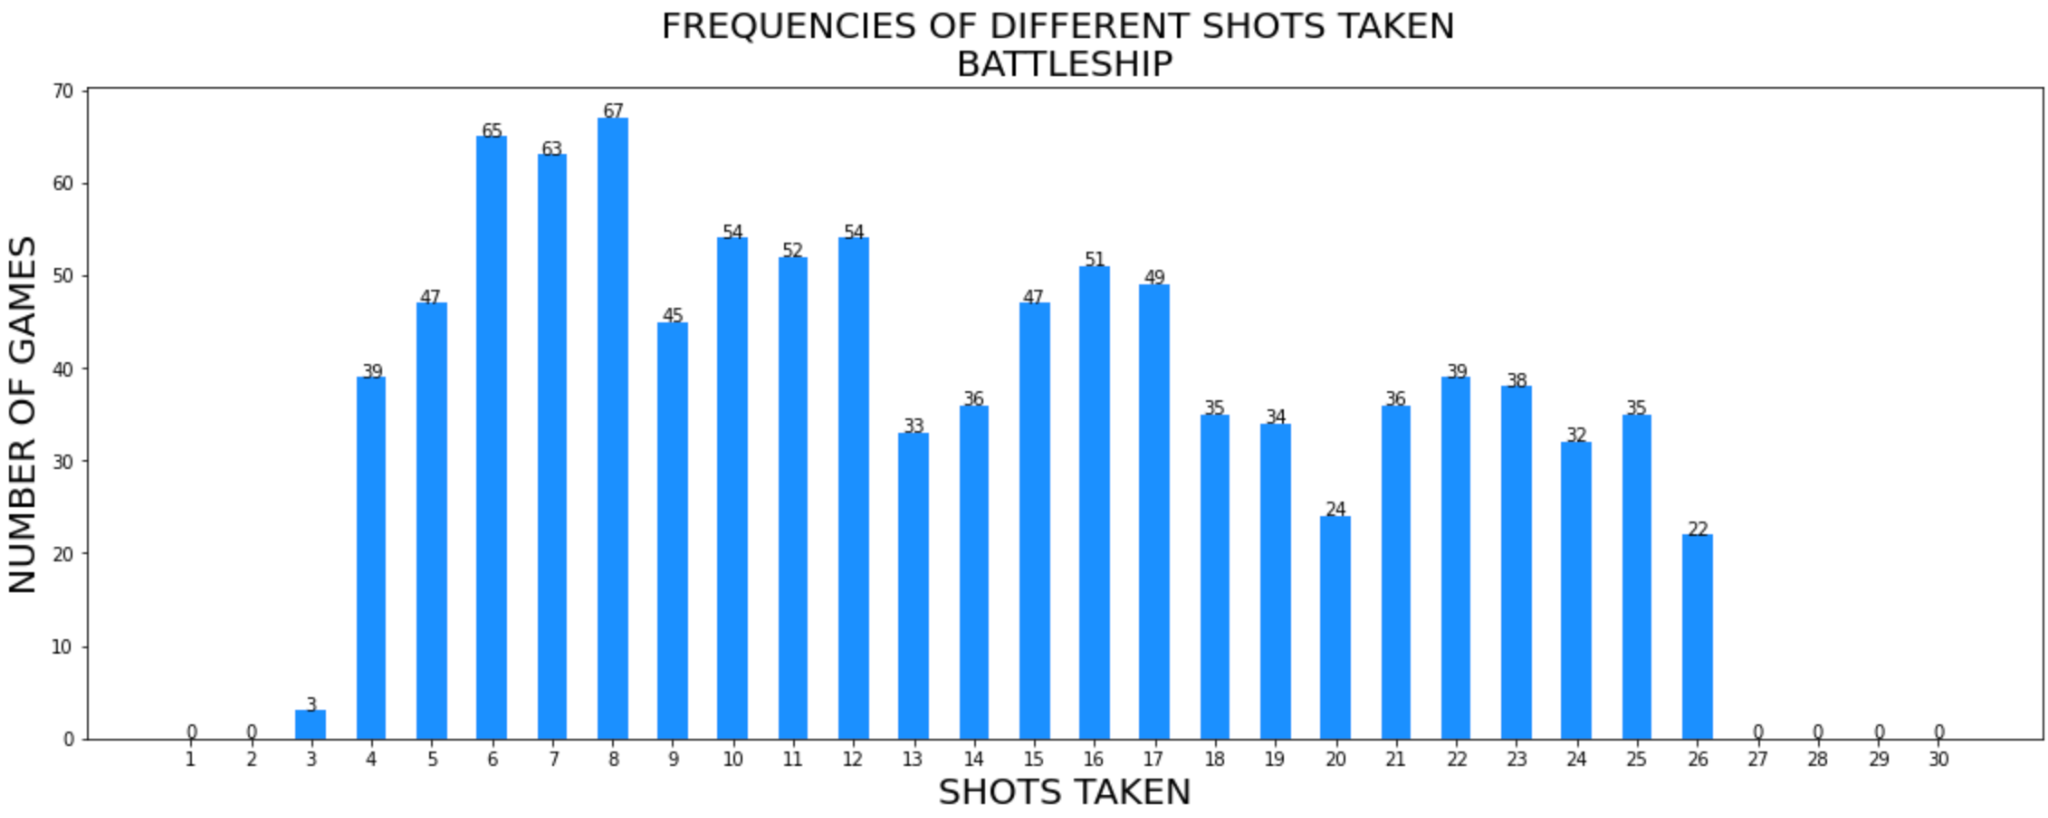 FREQUENCIES OF DIFFERENT SHOTS TAKEN
BATTLESHIP
NUMBER OF GAMES
70
60
50
40
30
20
10
0
0 0 3 39 47 65 63 67 45 54 52 54 33 36 47 51 49 35 34 24 36 39 38 32 35 22 0 0 0 0
1 2 3 4 5 6 7 8 9 10 11 12 13 14 15 16 17 18 19 20 21 22 23 24 25 26 27 28 29 30
SHOTS TAKEN